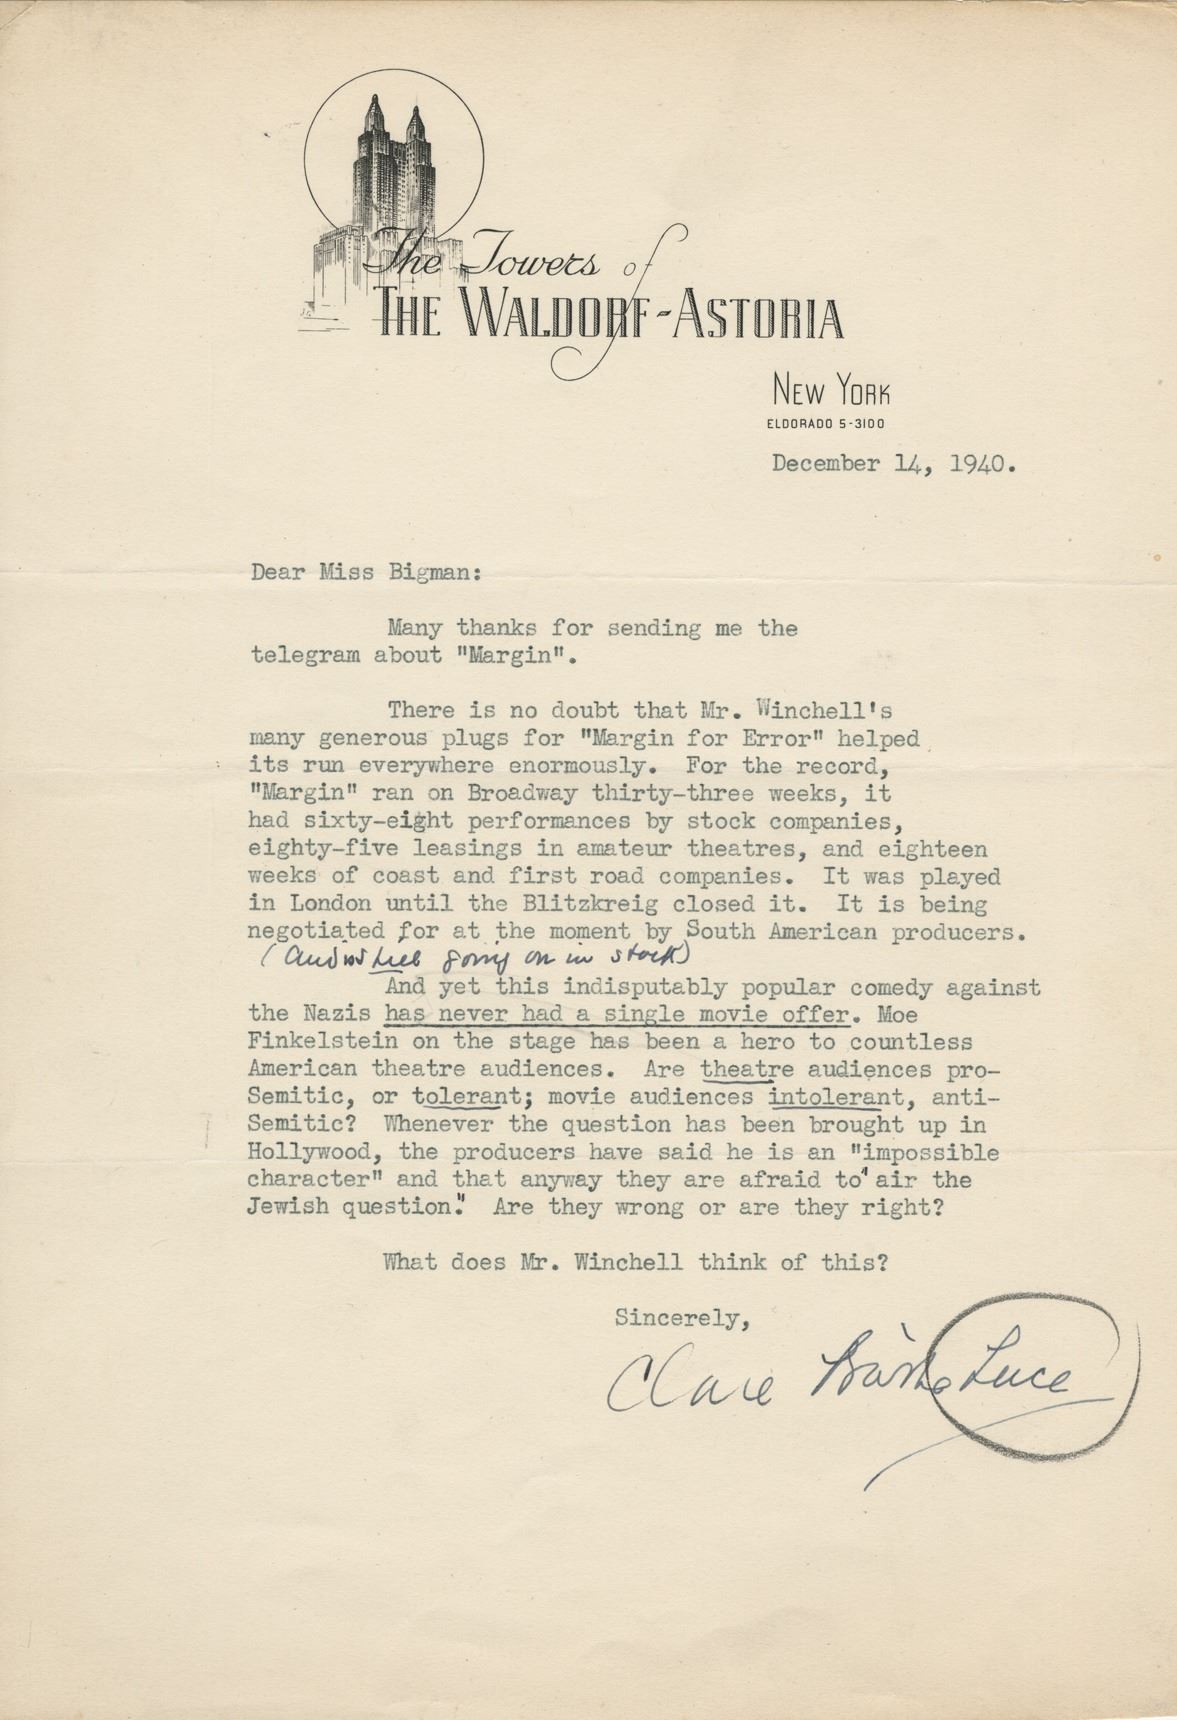 The Towers of
THE WALDORF-ASTORIA
NEW YORK
ELDORADO 5-3100
December 14, 1940.
Dear Miss Bigman:
Many thanks for sending me the
telegram about "Margin".
There is no doubt that Mr. Winchell's
many generous plugs for "Margin for Error" helped
its run everywhere enormously. For the record,
"Margin" ran on Broadway thirty-three weeks, it
had sixty-eight performances by stock companies,
eighty-five leasings in amateur theatres, and eighteen
weeks of coast and first road companies. It was played
in London until the Blitzkreig closed it. It is being
negotiated for at the moment by South American producers.
(And is still going on in stock)
And yet this indisputably popular comedy against
the Nazis has never had a single movie offer. Moe
Finkelstein on the stage has been a hero to countless
American theatre audiences. Are theatre audiences pro-
Semitic, or tolerant; movie audiences intolerant, anti-
Semitic? Whenever the question has been brought up in
Hollywood, the producers have said he is an "impossible
character" and that anyway they are afraid to "air the
Jewish question." Are they wrong or are they right?
What does Mr. Winchell think of this?
Sincerely,
Clare Boothe Luce